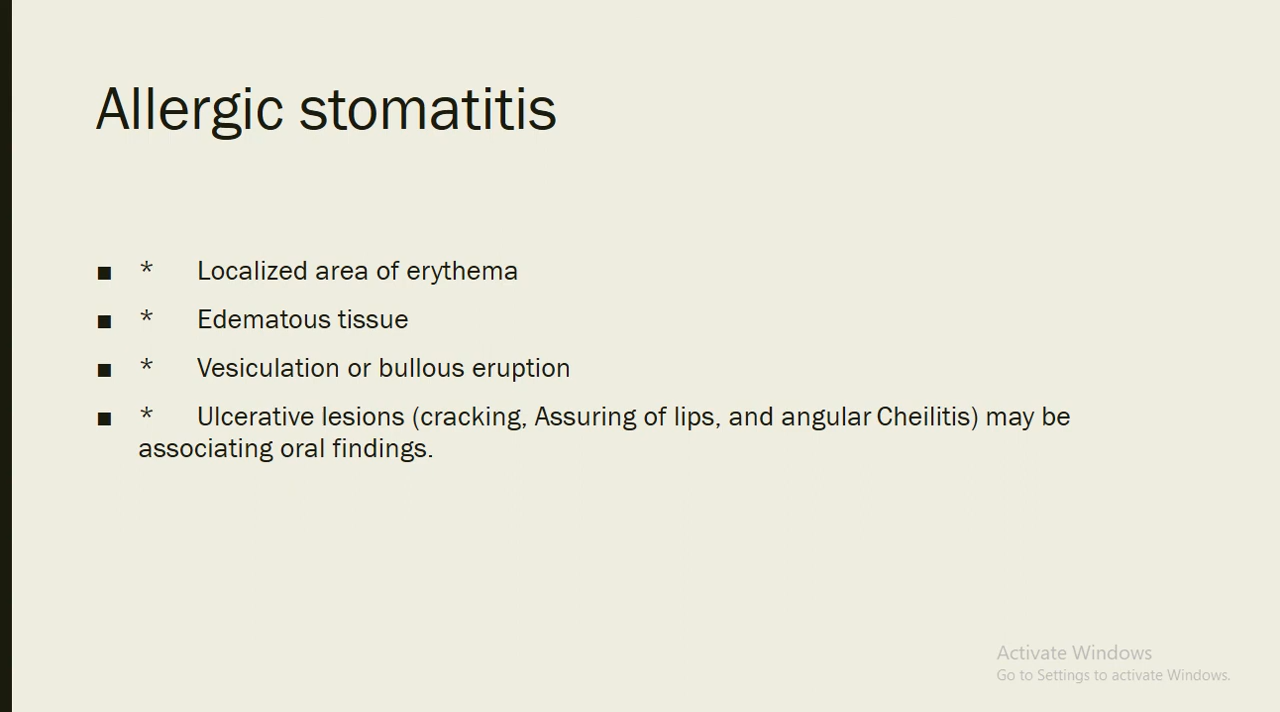 Allergic stomatitis
■ * Localized area of erythema
■ * Edematous tissue
■ * Vesiculation or bullous eruption
■ * Ulcerative lesions (cracking, Assuring of lips, and angular Cheilitis) may be
associating oral findings.
Activate Windows
Go to Settings to activate Windows.